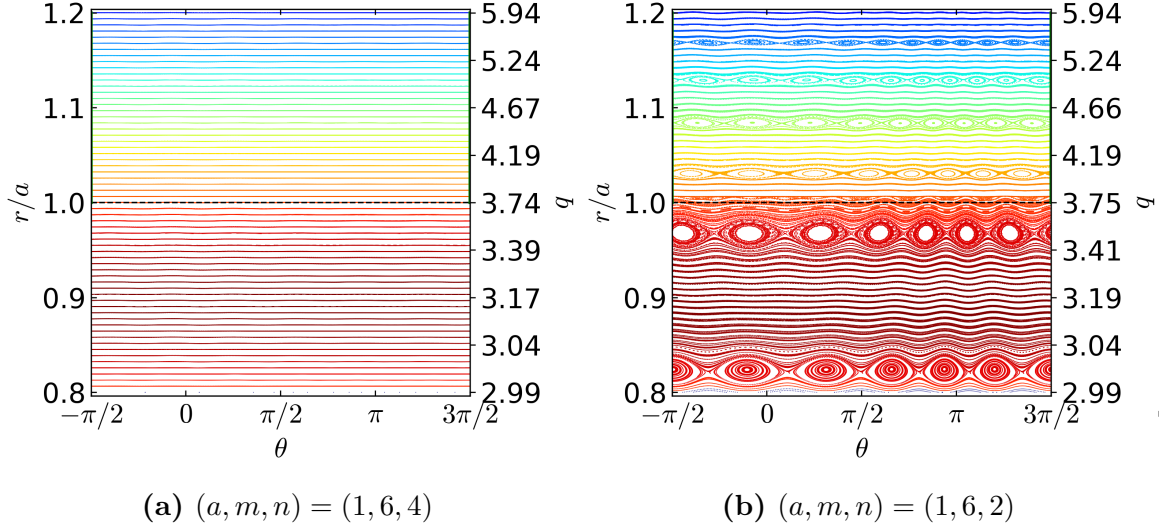 1.2
1.1
1.0
0.9
0.8
r/a
−π/2
0
π/2
π
3π/2
θ
5.94
5.24
4.67
4.19
3.74
3.39
3.17
3.04
2.99
q
(a) (a, m, n) = (1, 6, 4)
1.2
1.1
1.0
0.9
0.8
r/a
−π/2
0
π/2
π
3π/2
θ
5.94
5.24
4.66
4.19
3.75
3.41
3.19
3.04
2.99
q
(b) (a, m, n) = (1, 6, 2)